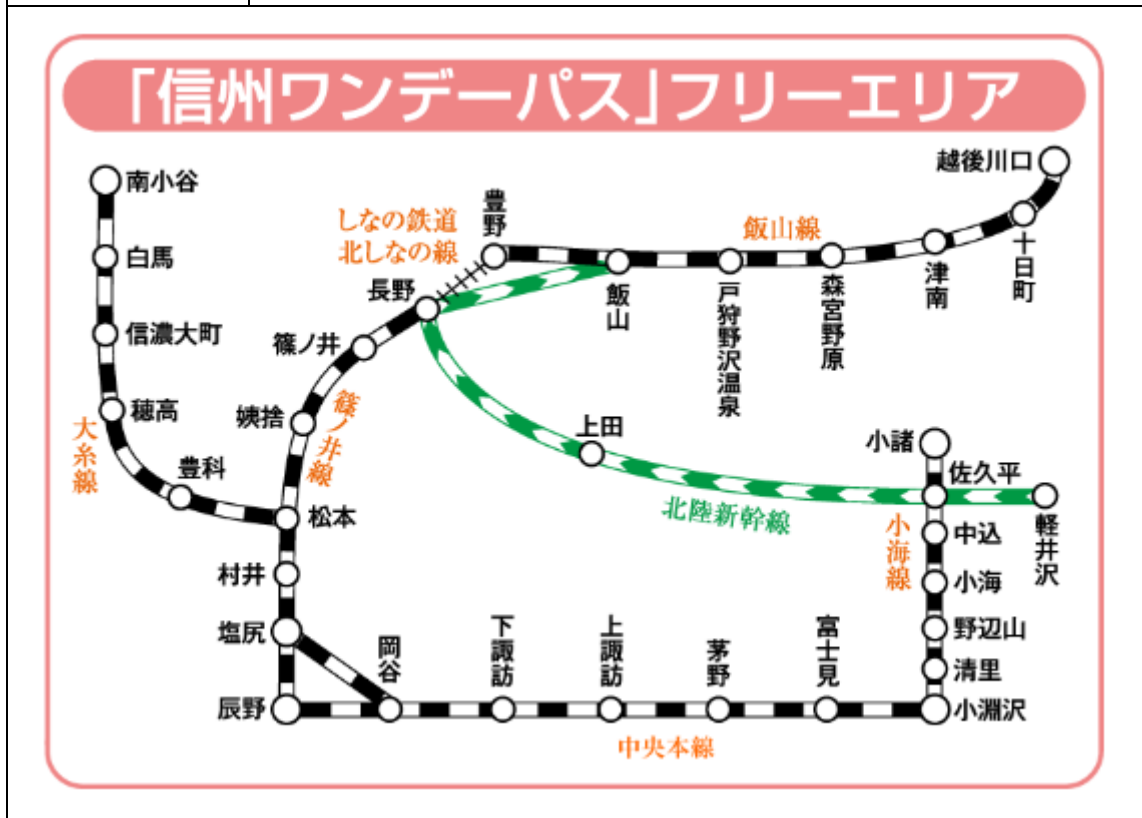 「信州ワンデーパス」フリーエリア
南小谷
白馬
信濃大町
穂高
大糸線
豊科
しなの鉄道
北しなの線
豊野
飯山線
越後川口
十日町
津南
森宮野原
戸狩野沢温泉
飯山
長野
篠ノ井
姨捨
篠ノ井線
松本
村井
塩尻
辰野
上田
北陸新幹線
小諸
佐久平
軽井沢
小海線
中込
小海
野辺山
清里
小淵沢
岡谷
下諏訪
上諏訪
茅野
富士見
中央本線